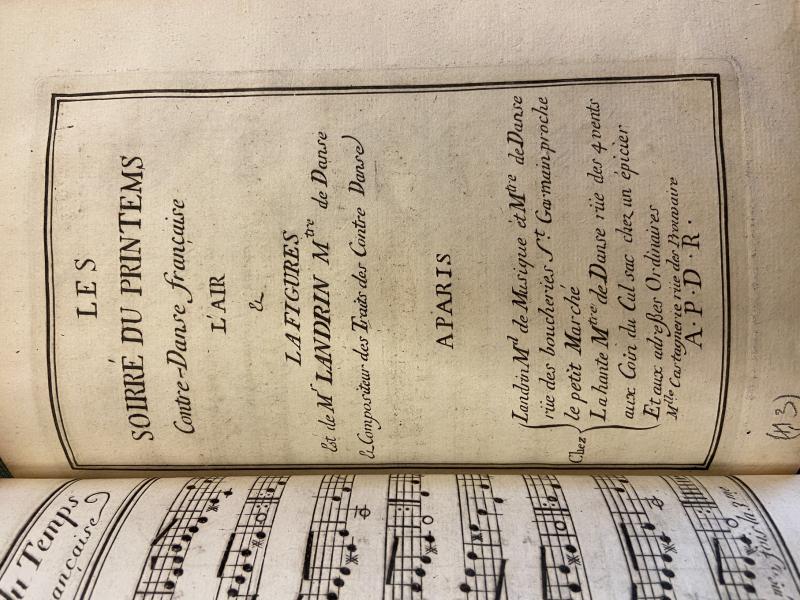 LES
SOIRRÉ DU PRINTEMS
Contre-Danse française
L'AIR
&
LA FIGURES
Est de Mr LANDRIN Mtre de Danse
& Compositeur des Traits des Contre Danse
A PARIS
Chez
Landrin Md de Musique et Mtre de Danse
rüe des boucheries St Garmain proche
le petit Marché
La hante Mtre de Danse rüe des 4 vents
aux Coin du Cul sac chez un épicier
Et aux adreßes Ordinaires
Mlle Castagnerie rüe des Prouvaire
A·P·D·R·
(43)
du Temps
ançaise